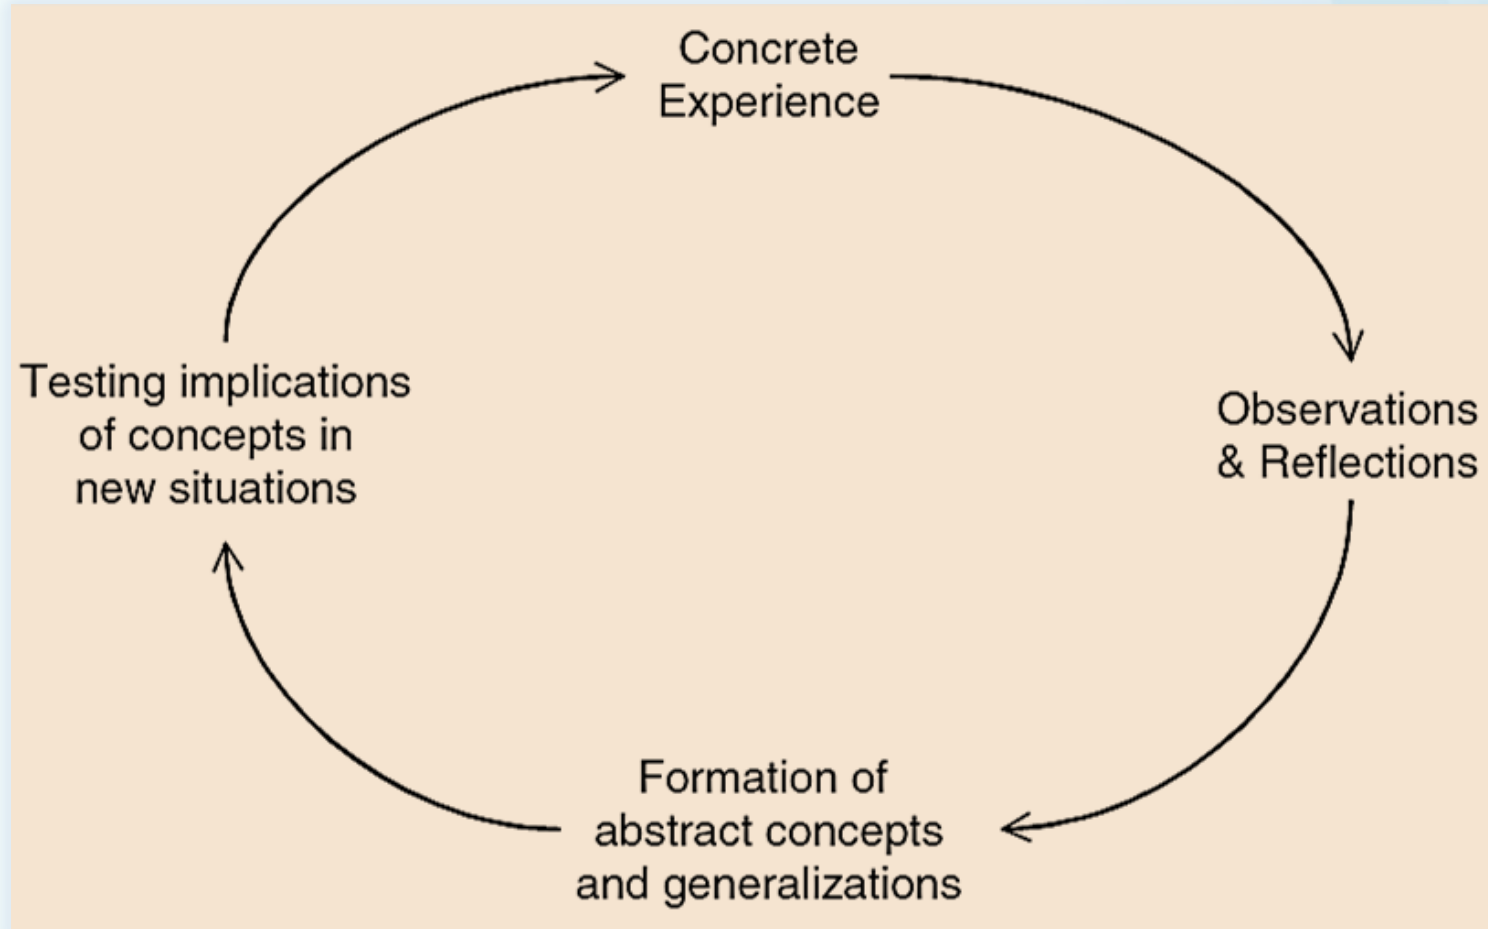 Concrete
Experience
Observations
& Reflections
Formation of
abstract concepts
and generalizations
Testing implications
of concepts in
new situations